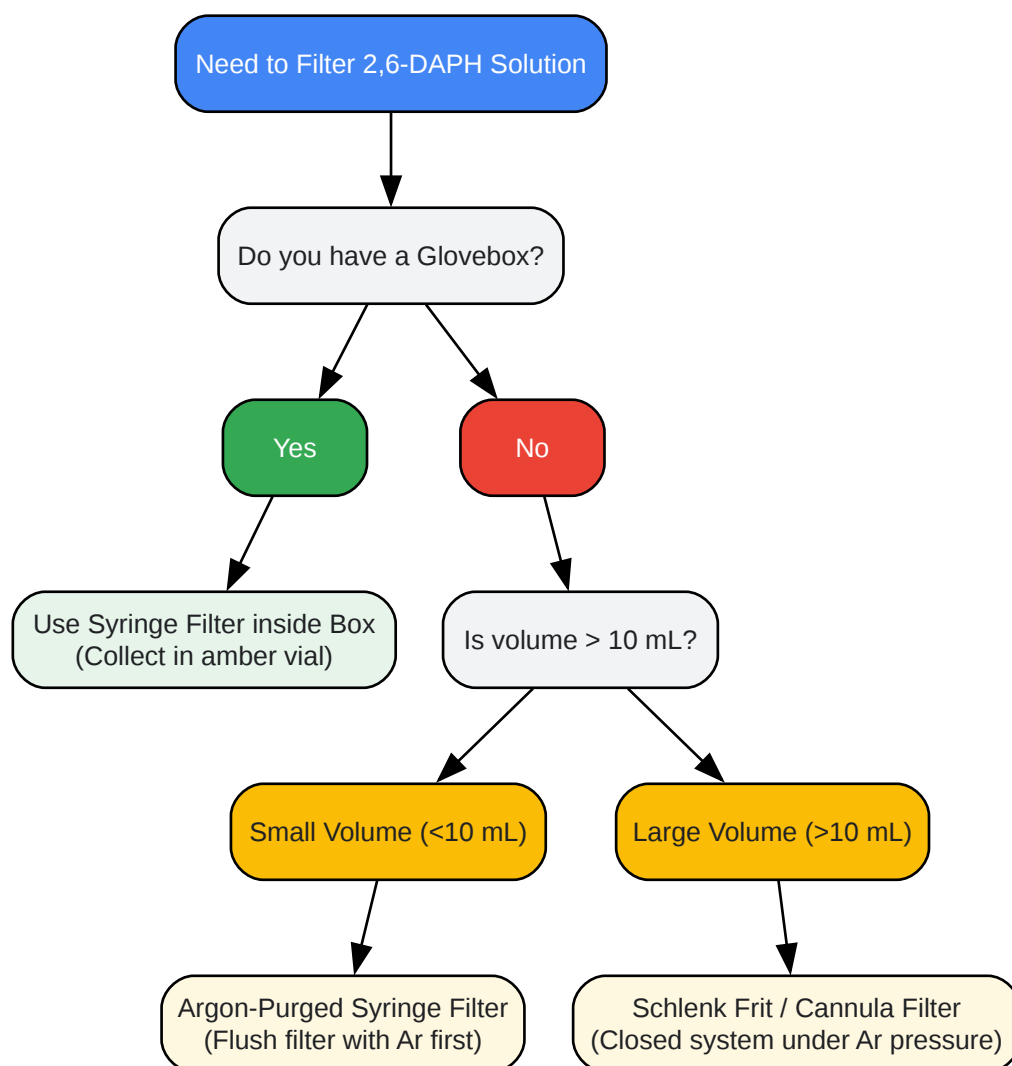 Need to Filter 2,6-DAPH Solution
Do you have a Glovebox?
Yes
No
Use Syringe Filter inside Box
(Collect in amber vial)
Is volume > 10 mL?
Small Volume (<10 mL)
Large Volume (>10 mL)
Argon-Purged Syringe Filter
(Flush filter with Ar first)
Schlenk Frit / Cannula Filter
(Closed system under Ar pressure)